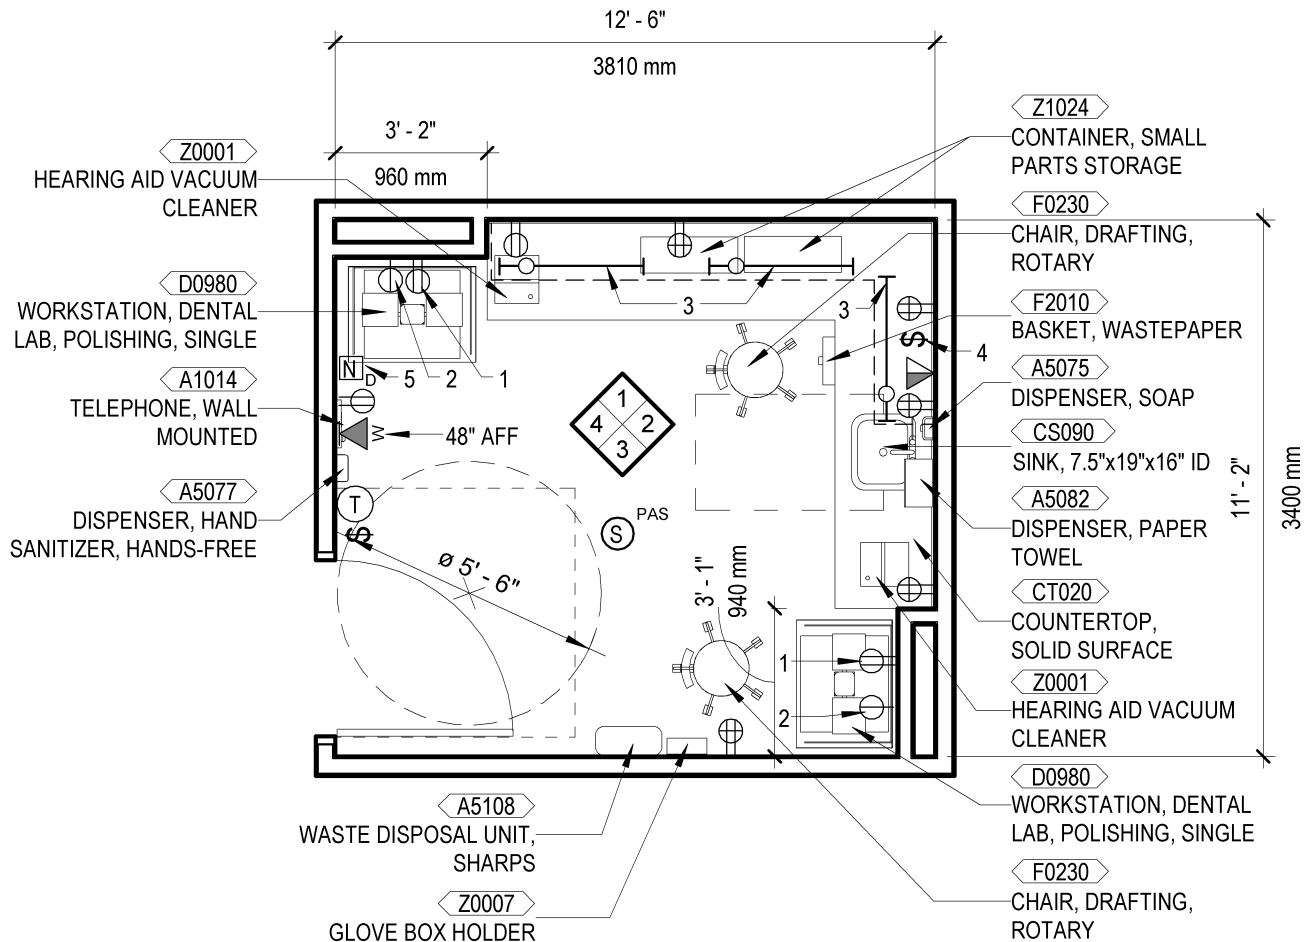 12' - 6"
3810 mm
3' - 2"
960 mm
Z0001
HEARING AID VACUUM
CLEANER
D0980
WORKSTATION, DENTAL
LAB, POLISHING, SINGLE
A1014
TELEPHONE, WALL
MOUNTED
A5077
DISPENSER, HAND
SANITIZER, HANDS-FREE
Z1024
CONTAINER, SMALL
PARTS STORAGE
F0230
CHAIR, DRAFTING,
ROTARY
F2010
BASKET, WASTEPAPER
A5075
DISPENSER, SOAP
CS090
SINK, 7.5"x19"x16" ID
A5082
DISPENSER, PAPER
TOWEL
CT020
COUNTERTOP,
SOLID SURFACE
Z0001
HEARING AID VACUUM
CLEANER
D0980
WORKSTATION, DENTAL
LAB, POLISHING, SINGLE
F0230
CHAIR, DRAFTING,
ROTARY
11' - 2"
3400 mm
3
3
S
4
N
D
5
2
1
W
48" AFF
1
4
2
3
T
S
S
PAS
ø 5' - 6"
3' - 1"
940 mm
1
2
A5108
WASTE DISPOSAL UNIT,
SHARPS
Z0007
GLOVE BOX HOLDER